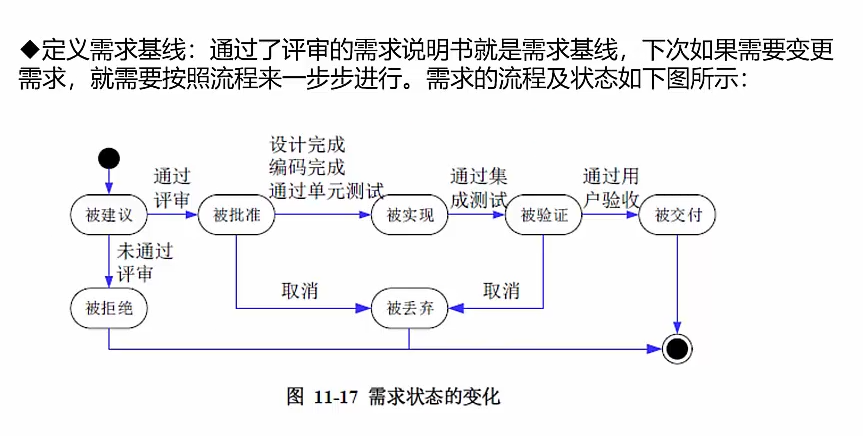 ◆定义需求基线：通过了评审的需求说明书就是需求基线，下次如果需要变更
需求，就需要按照流程来一步步进行。需求的流程及状态如下图所示：
设计完成
编码完成
通过单元测试
通过
评审
通过集
成测试
通过用
户验收
被建议
被批准
被实现
被验证
被交付
未通过
评审
取消
取消
被拒绝
被丢弃
图 11-17 需求状态的变化